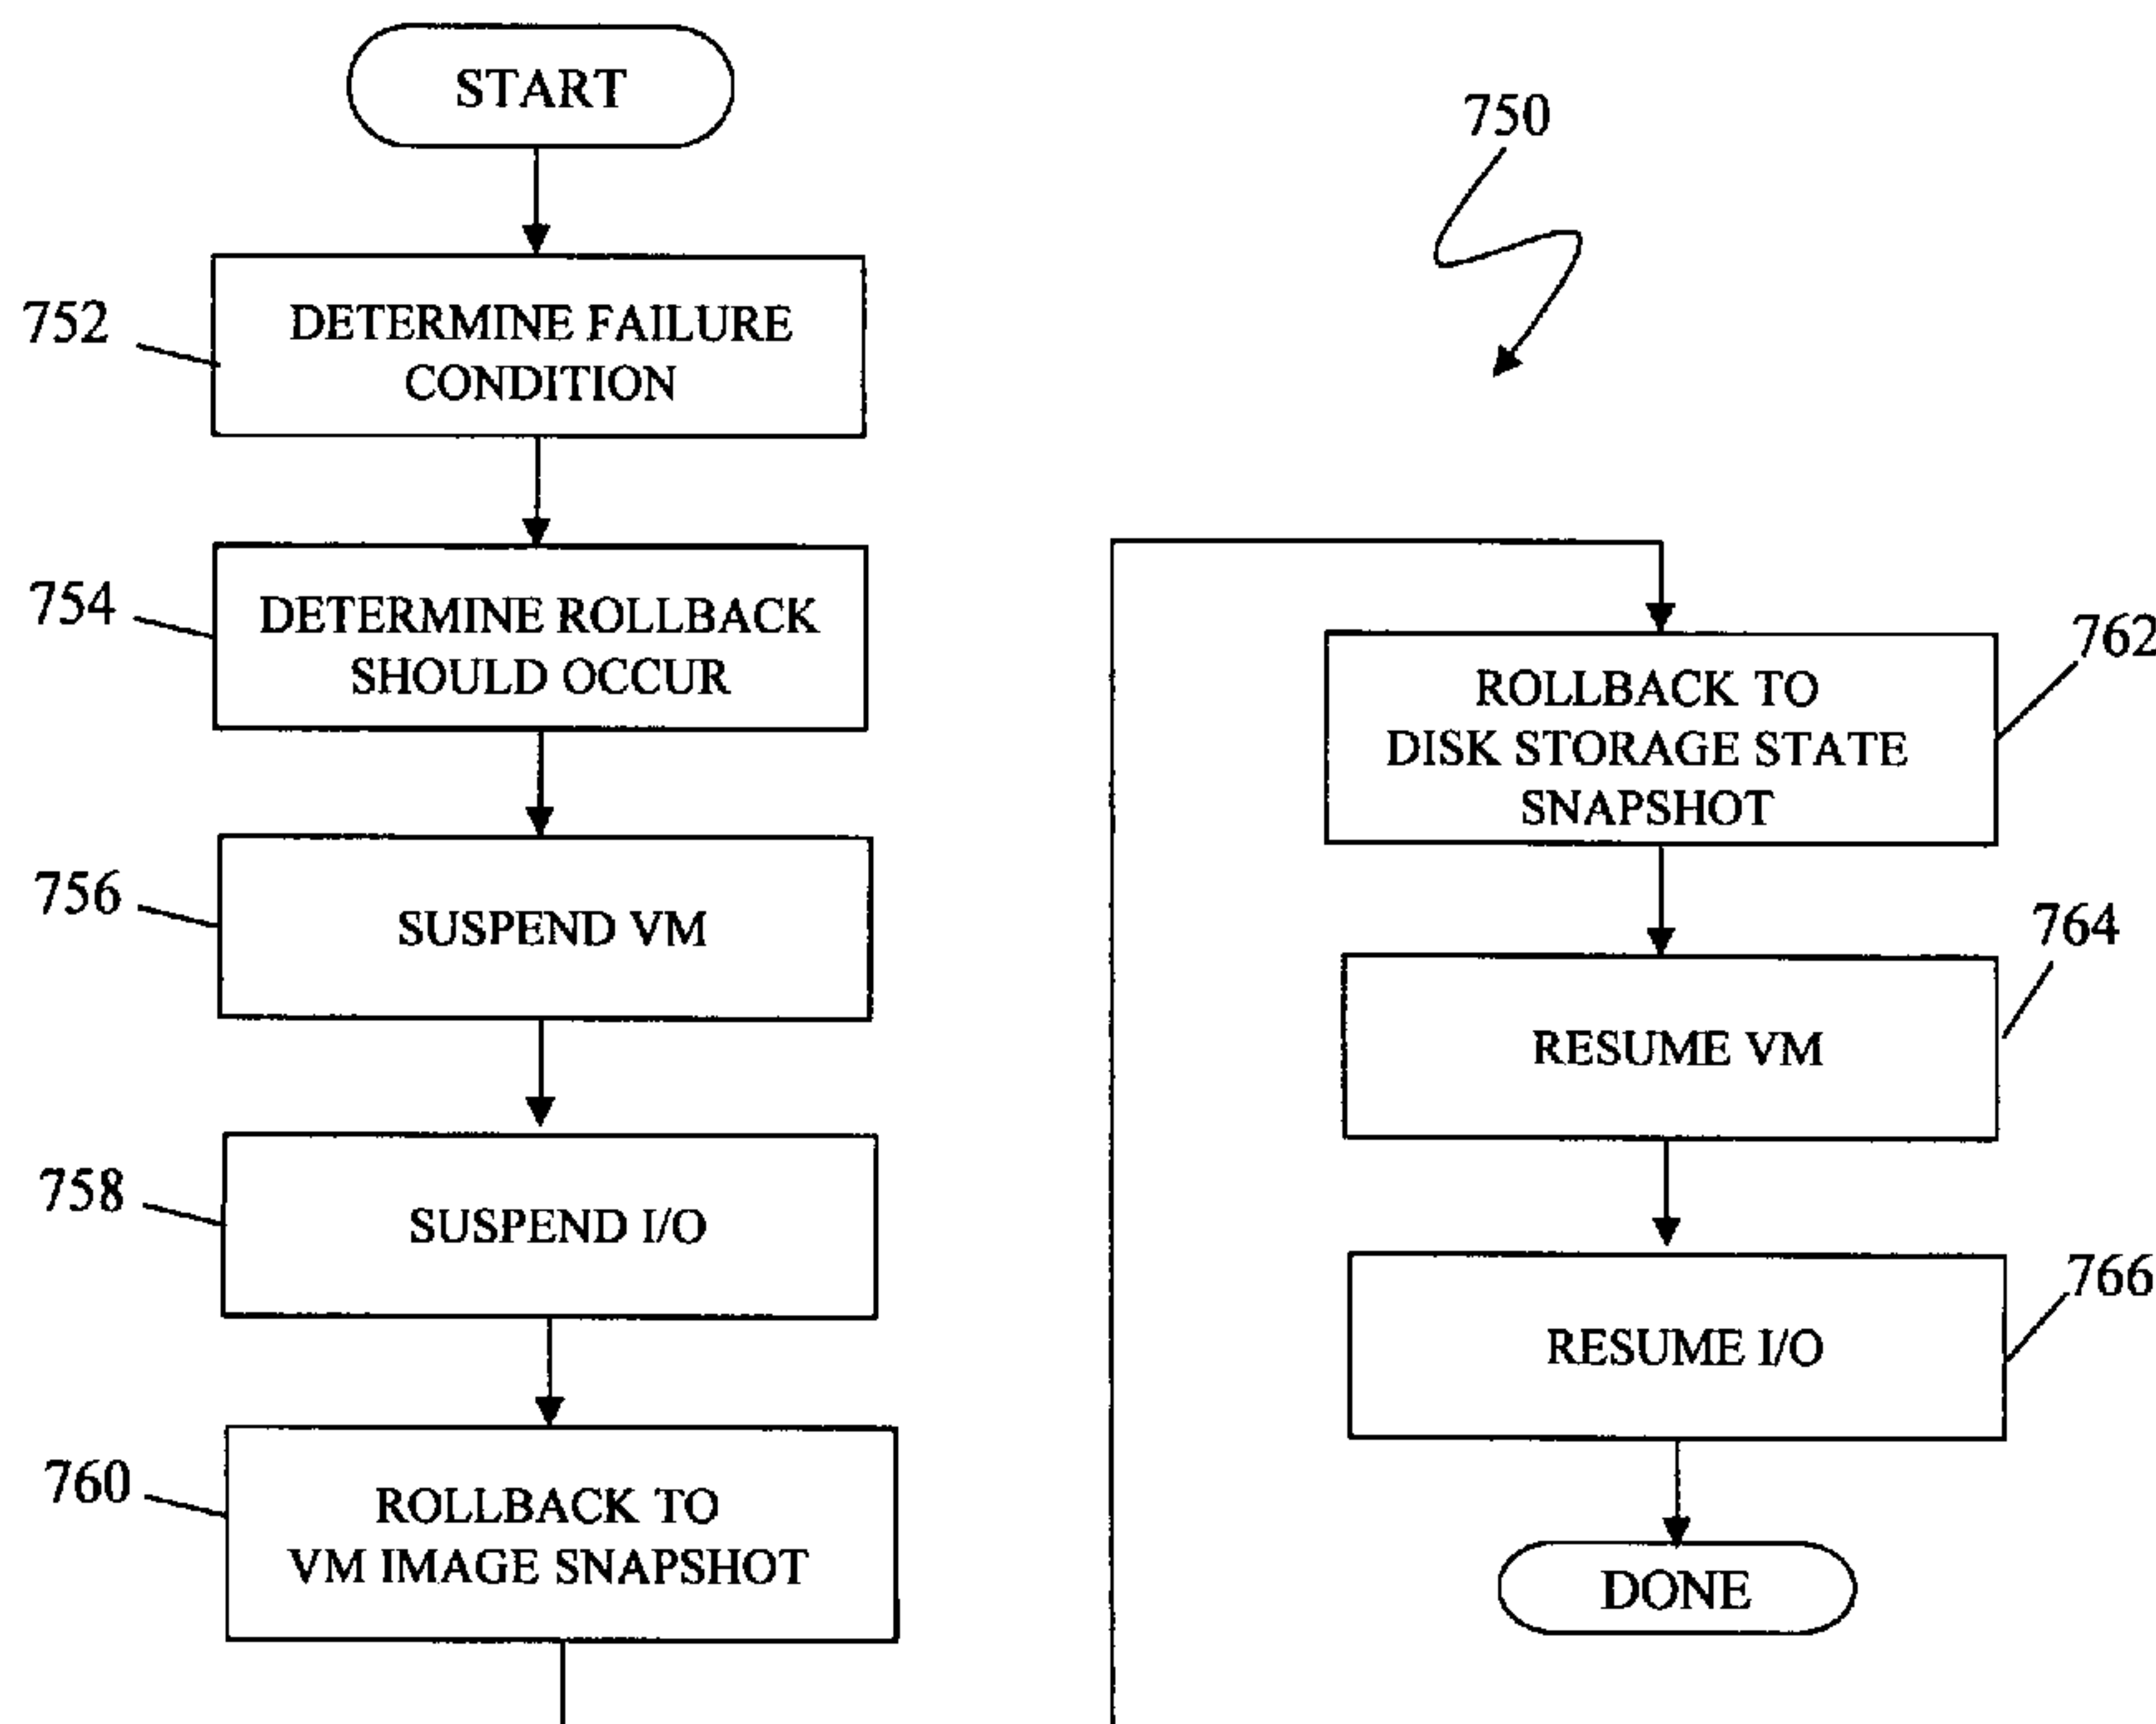 START
750
752
DETERMINE FAILURE
CONDITION
754
DETERMINE ROLLBACK
SHOULD OCCUR
756
SUSPEND VM
758
SUSPEND I/O
760
ROLLBACK TO
VM IMAGE SNAPSHOT
762
ROLLBACK TO
DISK STORAGE STATE
SNAPSHOT
764
RESUME VM
766
RESUME I/O
DONE